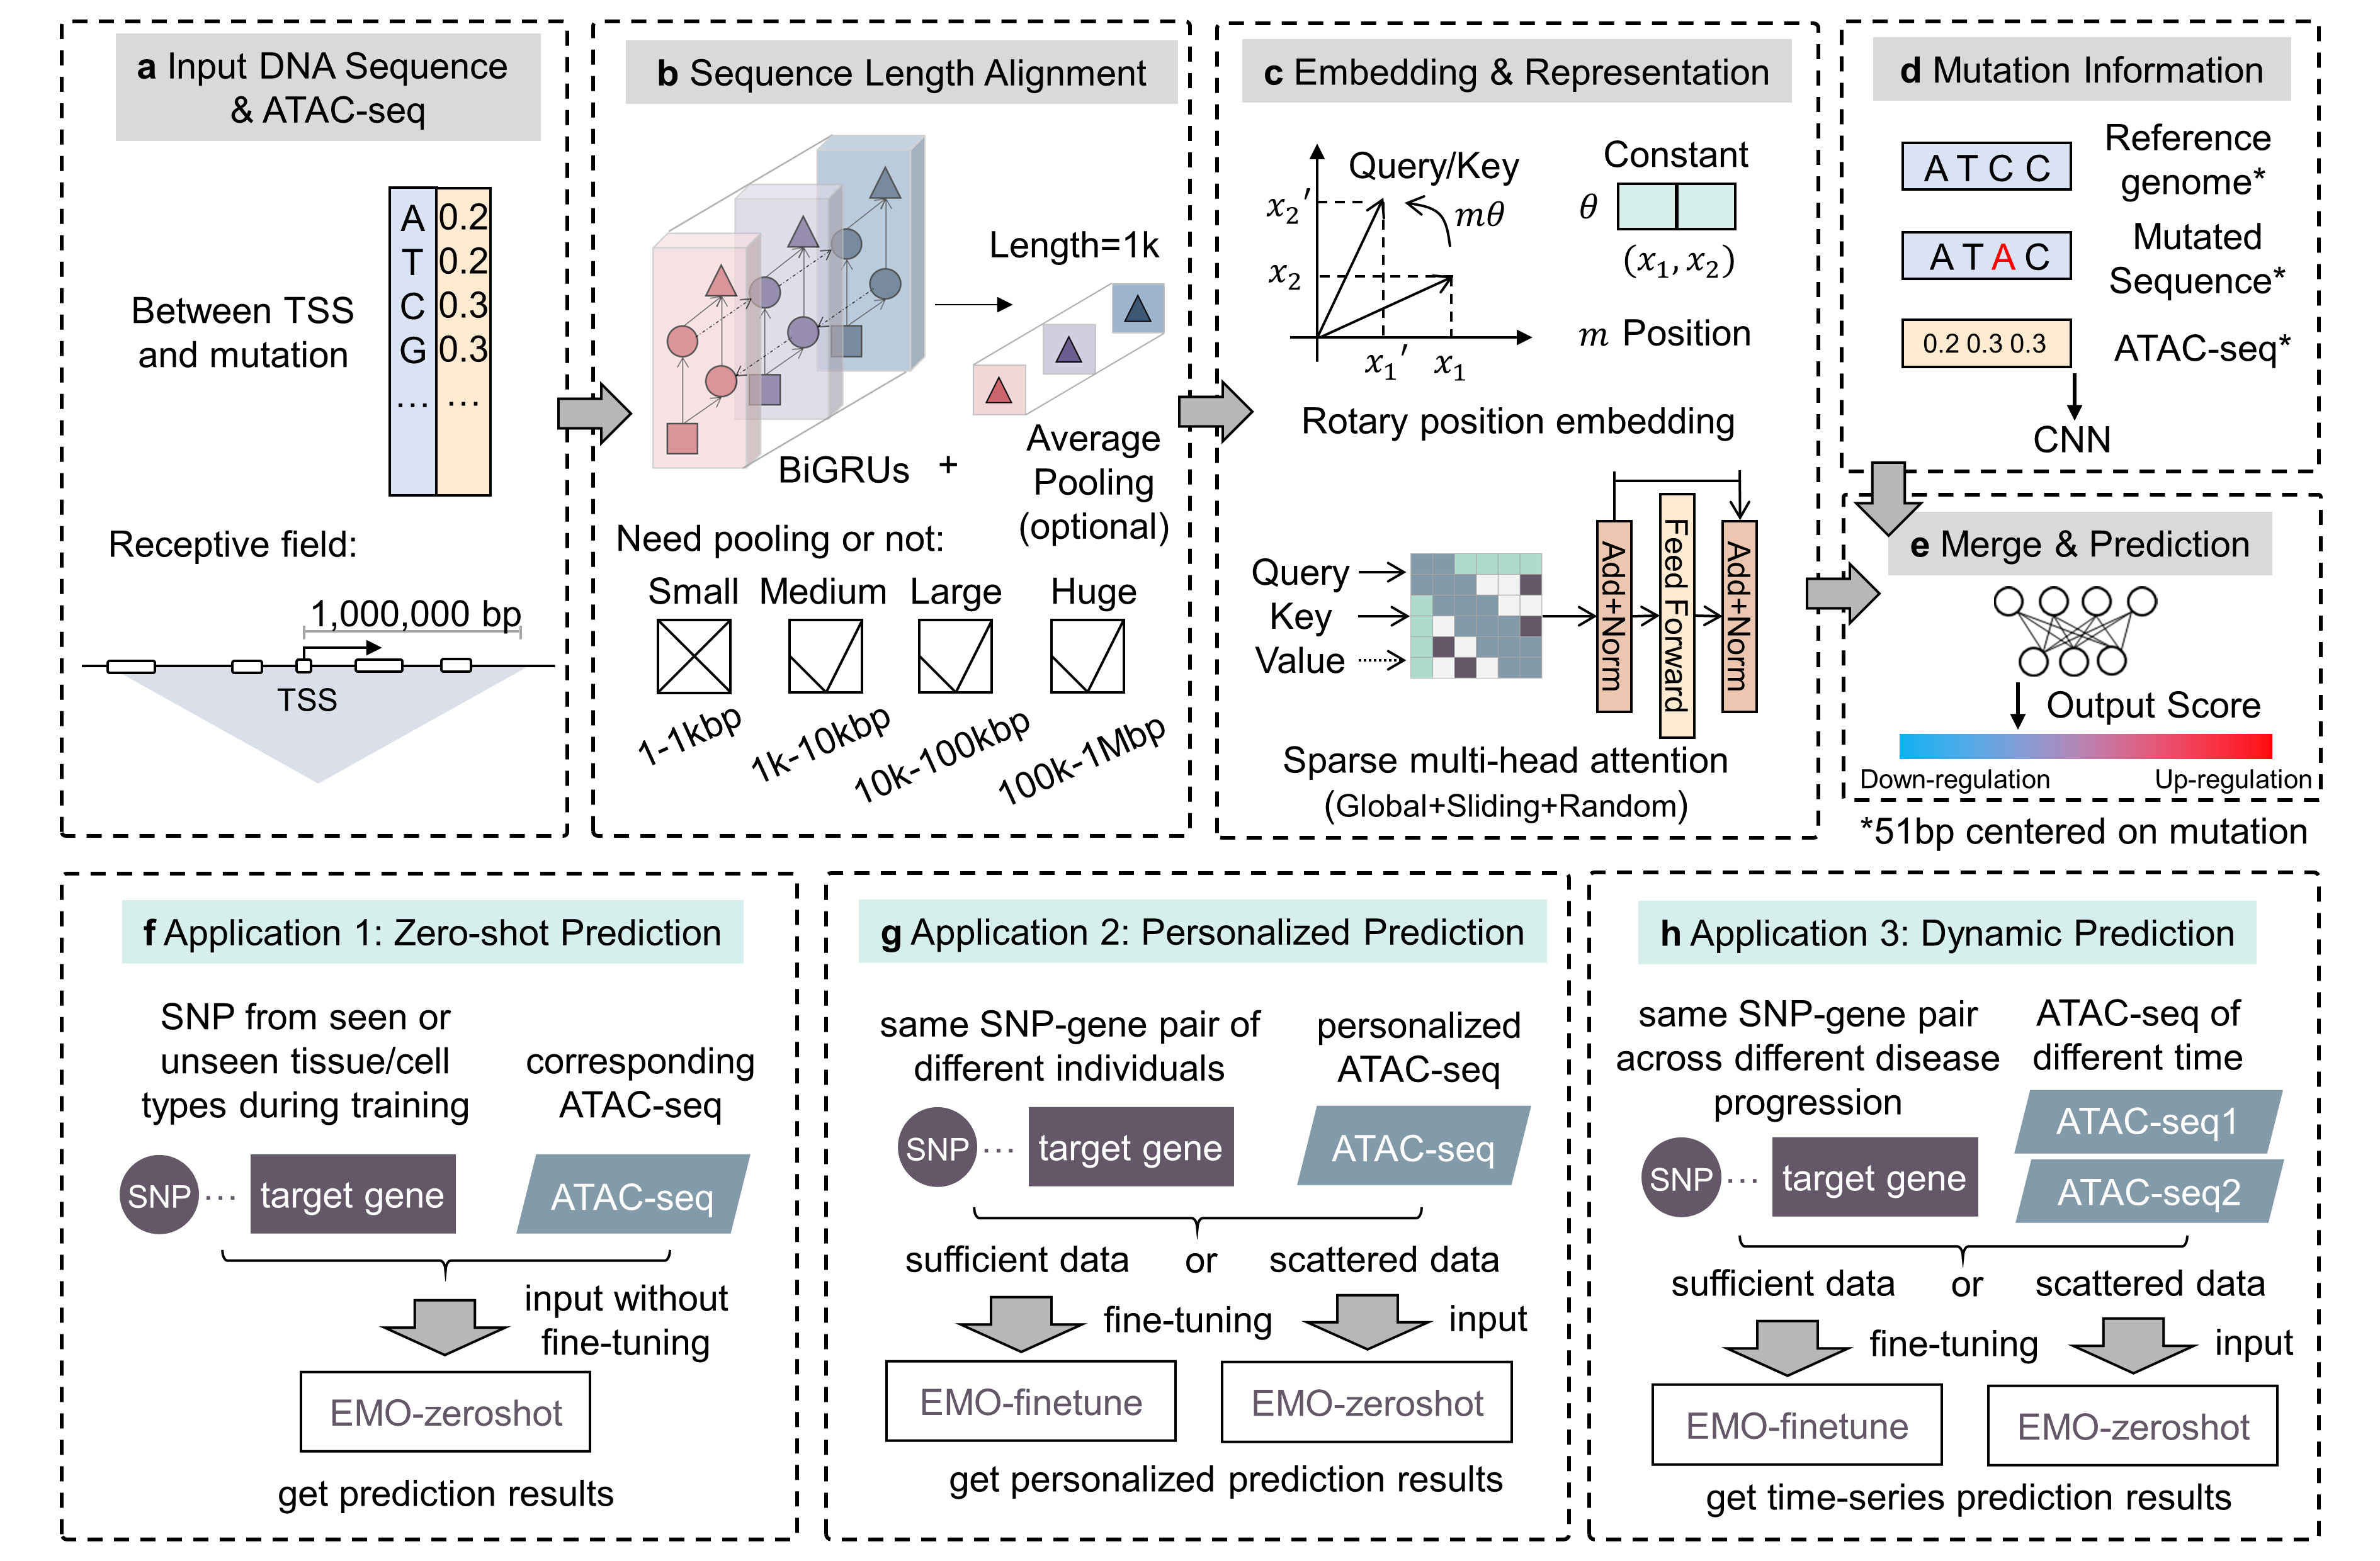 a Input DNA Sequence
& ATAC-seq
A 0.2
T 0.2
C 0.3
G 0.3
... ...
Between TSS
and mutation
Receptive field:
1,000,000 bp
TSS
b Sequence Length Alignment
Length=1k
BiGRUs +
Average
Pooling
(optional)
Need pooling or not:
Small Medium Large Huge
1-1kbp 1k-10kbp 10k-100kbp 100k-1Mbp
c Embedding & Representation
Query/Key
x₂′
mθ
x₂
x₁′ x₁
Constant
θ
(x₁, x₂)
m Position
Rotary position embedding
Query
Key
Value
Add+Norm
Feed Forward
Add+Norm
Sparse multi-head attention
(Global+Sliding+Random)
d Mutation Information
A T C C
Reference
genome*
A T A C
Mutated
Sequence*
0.2 0.3 0.3
ATAC-seq*
CNN
e Merge & Prediction
Output Score
Down-regulation Up-regulation
*51bp centered on mutation
f Application 1: Zero-shot Prediction
SNP from seen or
unseen tissue/cell
types during training
corresponding
ATAC-seq
SNP ... target gene
ATAC-seq
input without
fine-tuning
EMO-zeroshot
get prediction results
g Application 2: Personalized Prediction
same SNP-gene pair of
different individuals
personalized
ATAC-seq
SNP ... target gene
ATAC-seq
sufficient data or scattered data
fine-tuning input
EMO-finetune EMO-zeroshot
get personalized prediction results
h Application 3: Dynamic Prediction
same SNP-gene pair
across different disease
progression
ATAC-seq of
different time
SNP ... target gene
ATAC-seq1
ATAC-seq2
sufficient data or scattered data
fine-tuning input
EMO-finetune EMO-zeroshot
get time-series prediction results